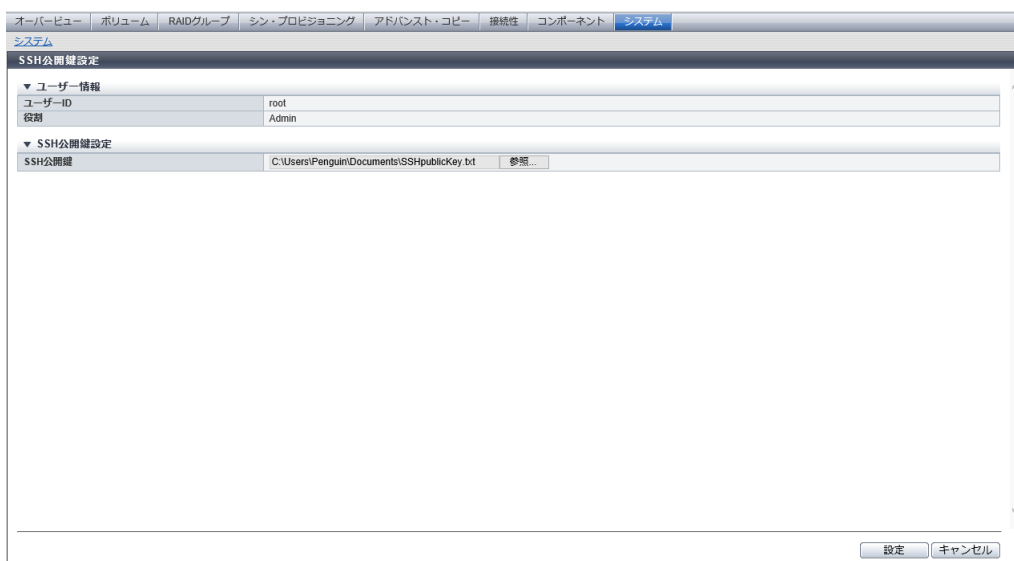 オーバービュー ボリューム RAIDグループ シン・プロビジョニング アドバンスト・コピー 接続性 コンポーネント システム
システム
SSH公開鍵設定
▼ ユーザー情報
ユーザーID root
役割 Admin
▼ SSH公開鍵設定
SSH公開鍵 C:\Users\Penguin\Documents\SSHpublicKey.txt 参照...
設定 キャンセル